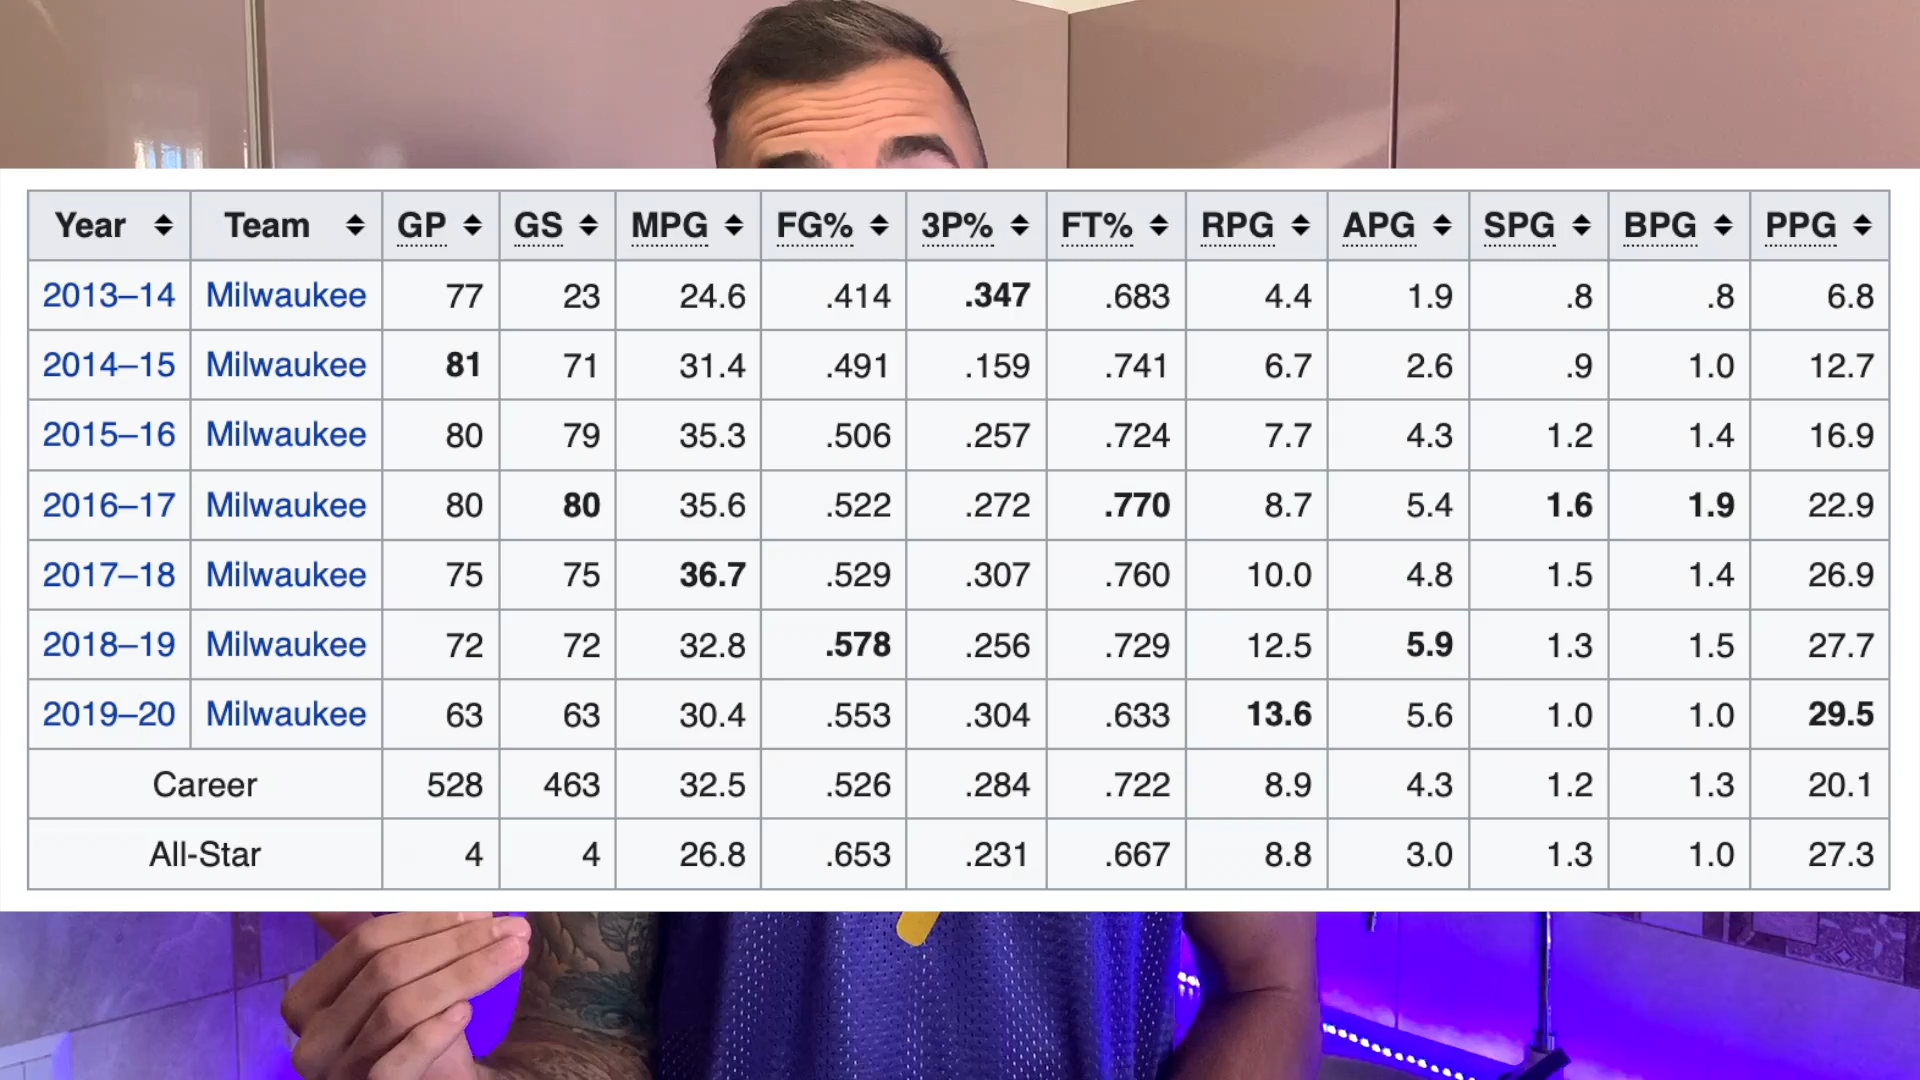 Year Team GP GS MPG FG% 3P% FT% RPG APG SPG BPG PPG
2013–14 Milwaukee 77 23 24.6 .414 .347 .683 4.4 1.9 .8 .8 6.8
2014–15 Milwaukee 81 71 31.4 .491 .159 .741 6.7 2.6 .9 1.0 12.7
2015–16 Milwaukee 80 79 35.3 .506 .257 .724 7.7 4.3 1.2 1.4 16.9
2016–17 Milwaukee 80 80 35.6 .522 .272 .770 8.7 5.4 1.6 1.9 22.9
2017–18 Milwaukee 75 75 36.7 .529 .307 .760 10.0 4.8 1.5 1.4 26.9
2018–19 Milwaukee 72 72 32.8 .578 .256 .729 12.5 5.9 1.3 1.5 27.7
2019–20 Milwaukee 63 63 30.4 .553 .304 .633 13.6 5.6 1.0 1.0 29.5
Career 528 463 32.5 .526 .284 .722 8.9 4.3 1.2 1.3 20.1
All-Star 4 4 26.8 .653 .231 .667 8.8 3.0 1.3 1.0 27.3